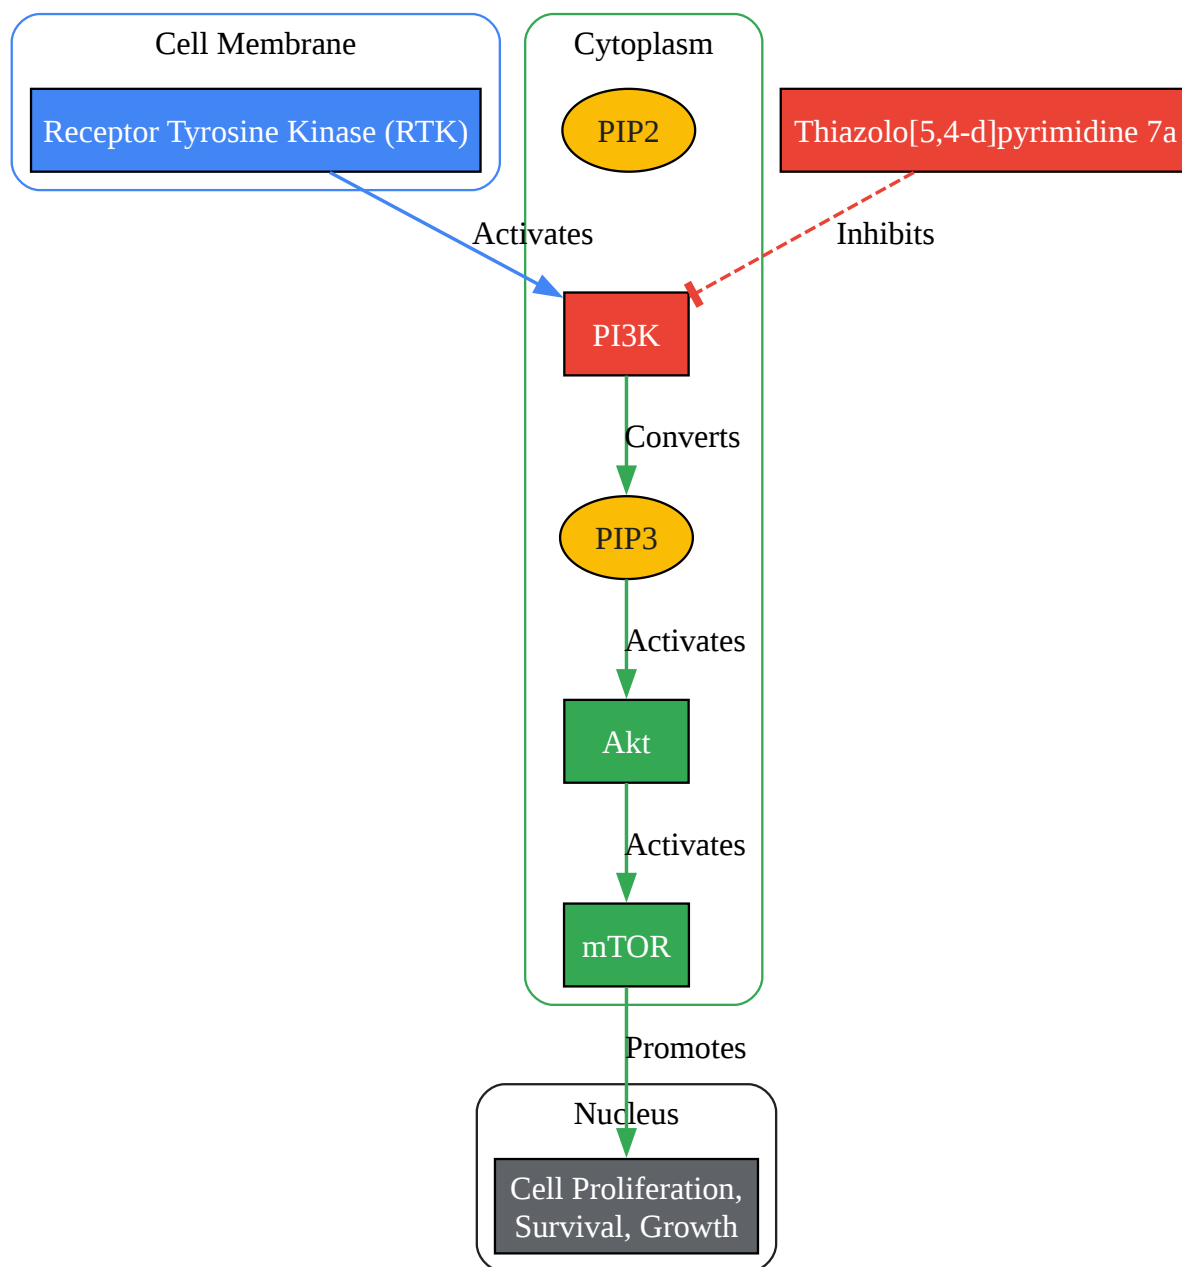 Cell Membrane
Receptor Tyrosine Kinase (RTK)
Cytoplasm
PIP2
Thiazolo[5,4-d]pyrimidine 7a
Activates
Inhibits
PI3K
Converts
PIP3
Activates
Akt
Activates
mTOR
Promotes
Nucleus
Cell Proliferation,
Survival, Growth